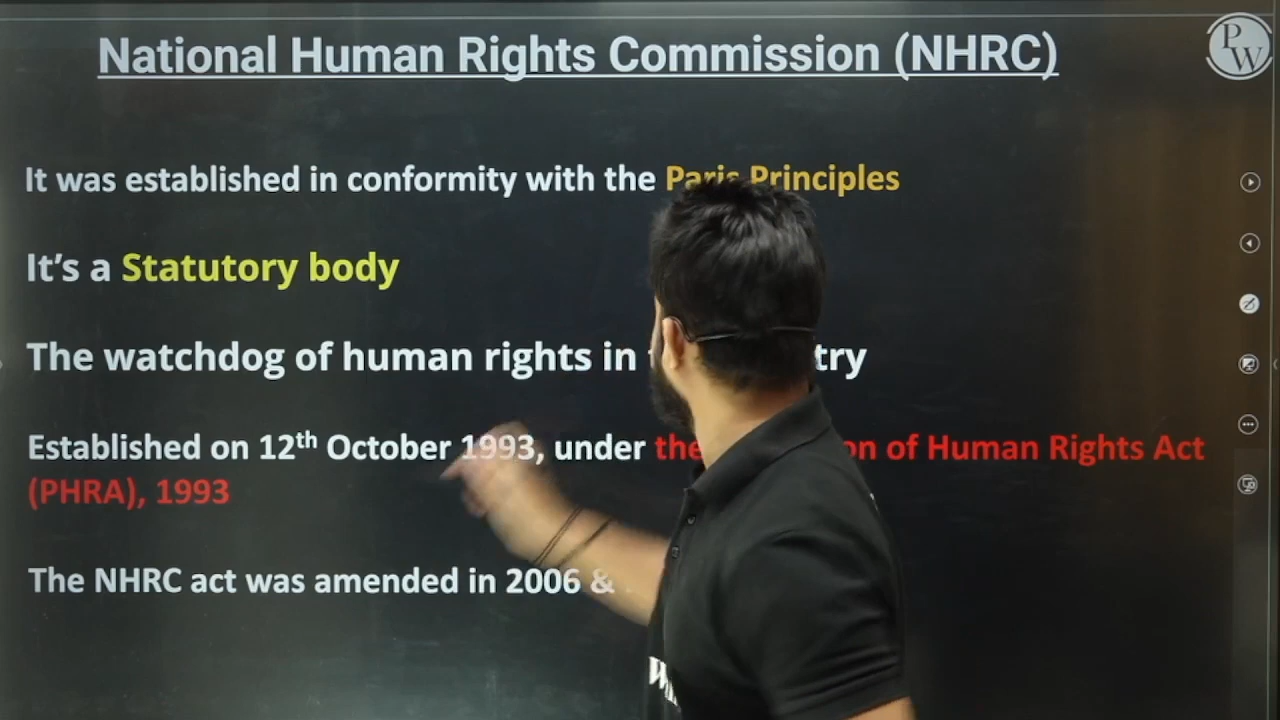 National Human Rights Commission (NHRC)
PW
It was established in conformity with the Paris Principles
It's a Statutory body
The watchdog of human rights in
Established on 12th October 1993, under the of Human Rights Act
(PHRA), 1993
The NHRC act was amended in 2006 &